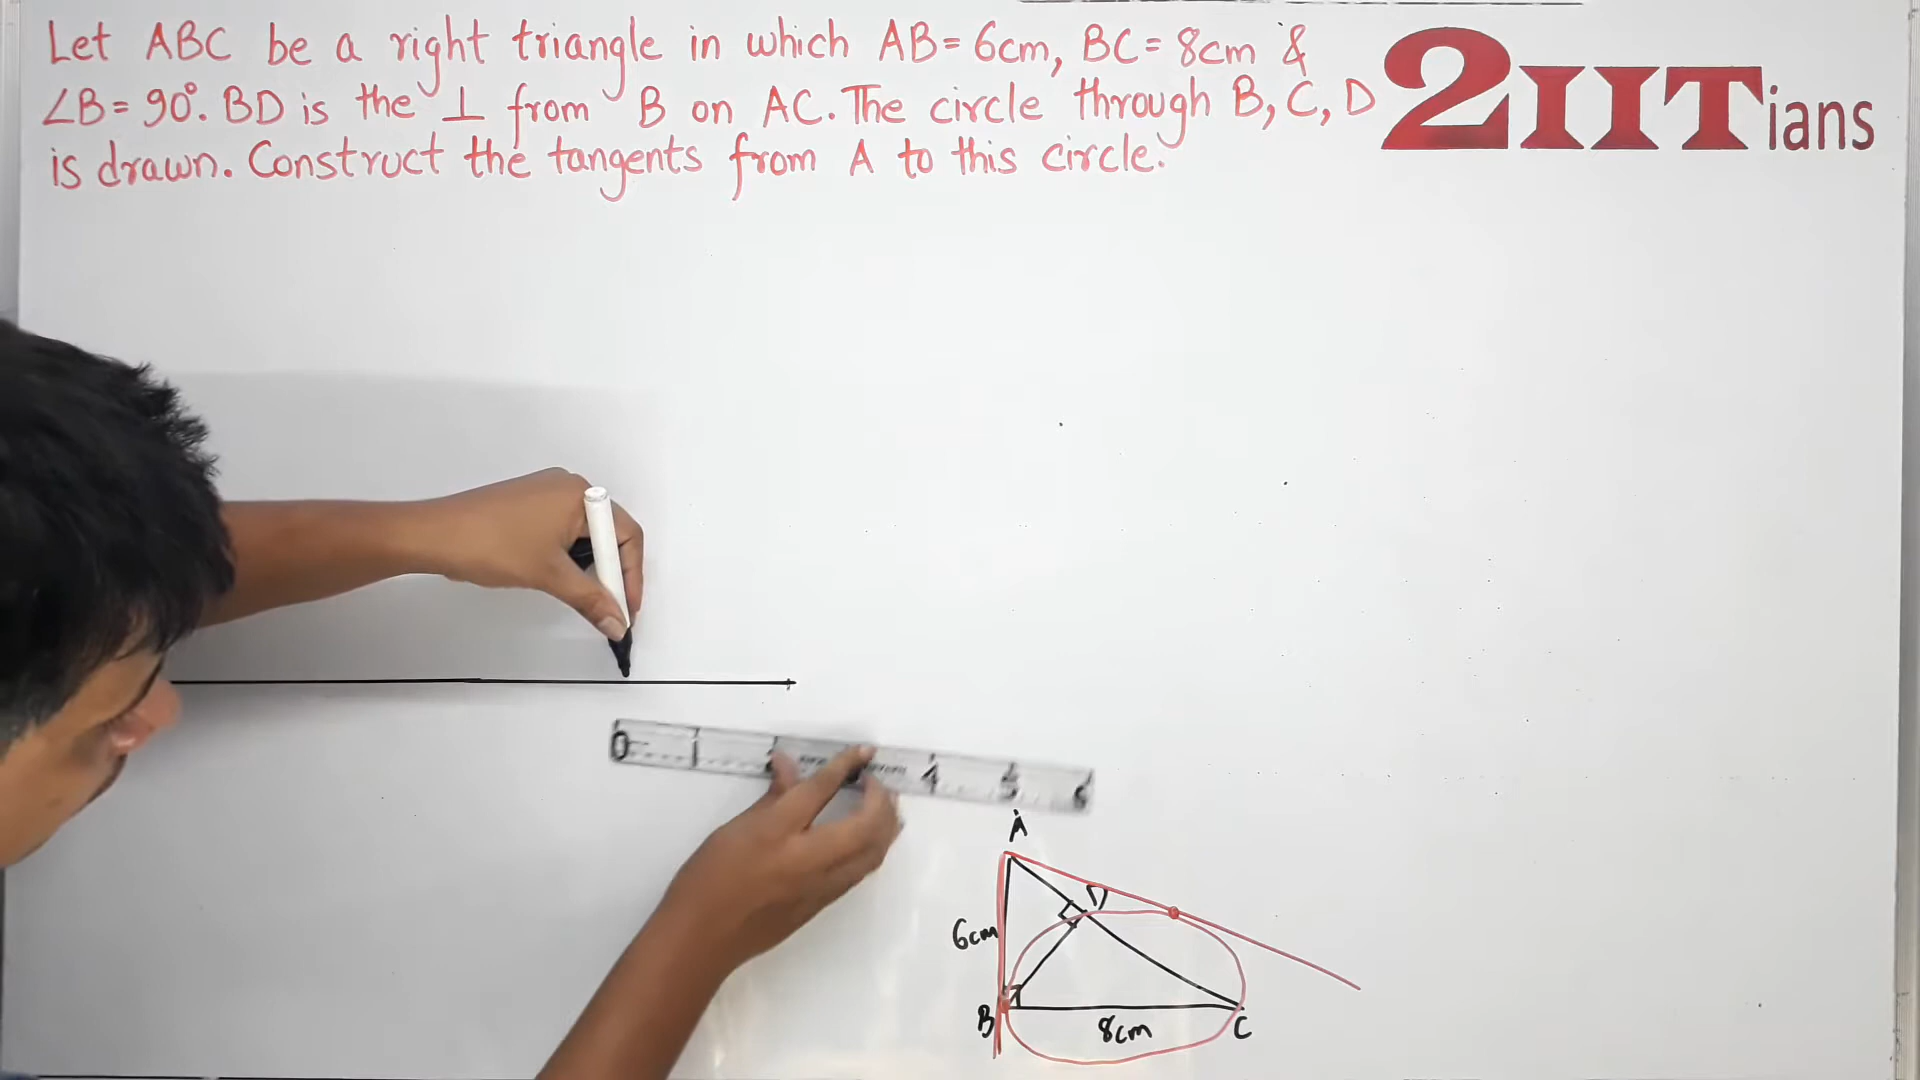 Let ABC be a right triangle in which AB = 6cm, BC = 8cm &
∠B = 90°. BD is the ⊥ from B on AC. The circle through B, C, D
is drawn. Construct the tangents from A to this circle.
2IITians
0 1 2 4 5 6
A
D
6cm
B
8cm
C